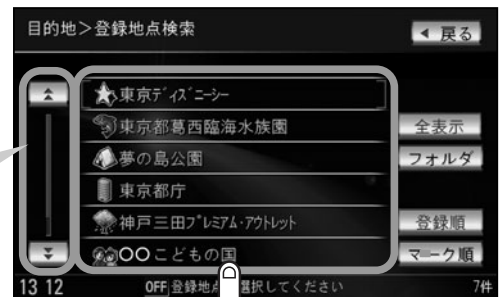 目的地>登録地点検索
◀ 戻る
東京ディズニーシー
東京都葛西臨海水族園
全表示
夢の島公園
フォルダ
東京都庁
神戸三田プレミアム・アウトレット
登録順
〇〇こどもの国
マーク順
13 12
OFF 登録地点 選択してください
7件